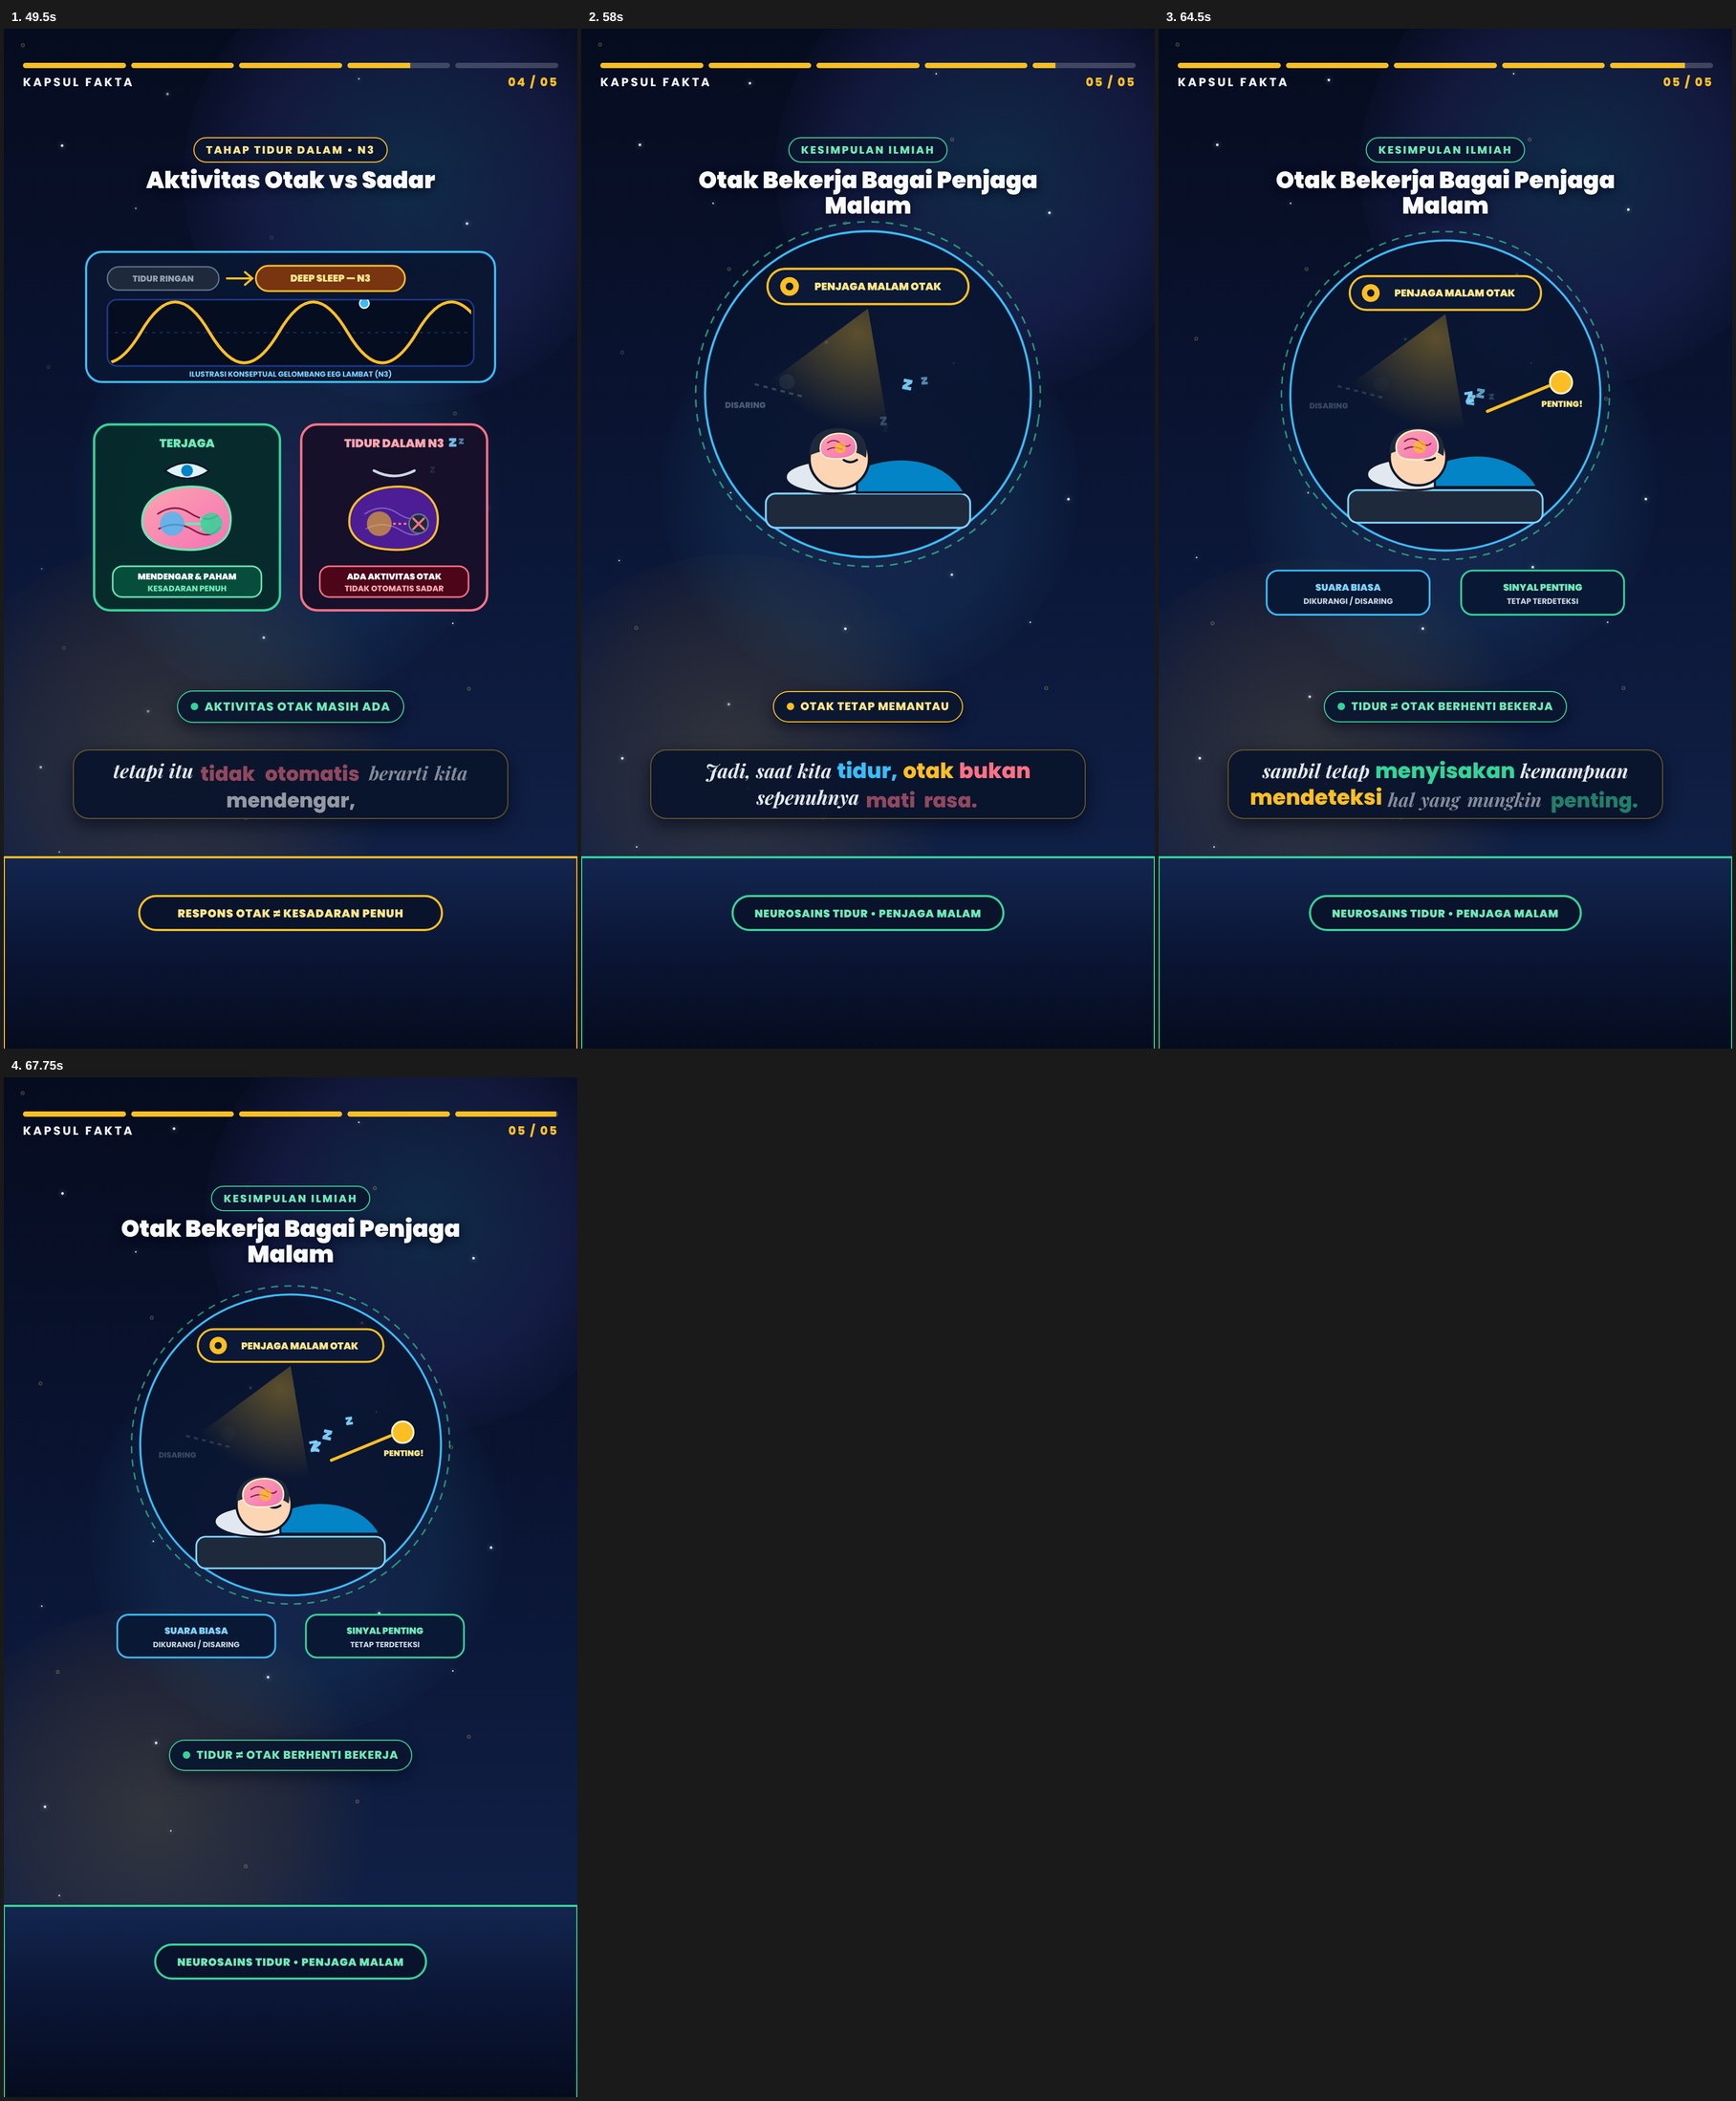 1. 49.5s
KAPSUL FAKTA
04 / 05
TAHAP TIDUR DALAM • N3
Aktivitas Otak vs Sadar
TIDUR RINGAN
DEEP SLEEP — N3
ILUSTRASI KONSEPTUAL GELOMBANG EEG LAMBAT (N3)
TERJAGA
MENDENGAR & PAHAM
KESADARAN PENUH
TIDUR DALAM N3 z z
z
ADA AKTIVITAS OTAK
TIDAK OTOMATIS SADAR
AKTIVITAS OTAK MASIH ADA
tetapi itu tidak otomatis berarti kita
mendengar,
RESPONS OTAK ≠ KESADARAN PENUH
2. 58s
KAPSUL FAKTA
05 / 05
KESIMPULAN ILMIAH
Otak Bekerja Bagai Penjaga
Malam
PENJAGA MALAM OTAK
z z
DISARING
z
OTAK TETAP MEMANTAU
Jadi, saat kita tidur, otak bukan
sepenuhnya mati rasa.
NEUROSAINS TIDUR • PENJAGA MALAM
3. 64.5s
KAPSUL FAKTA
05 / 05
KESIMPULAN ILMIAH
Otak Bekerja Bagai Penjaga
Malam
PENJAGA MALAM OTAK
z z z
DISARING
PENTING!
SUARA BIASA
DIKURANGI / DISARING
SINYAL PENTING
TETAP TERDETEKSI
TIDUR ≠ OTAK BERHENTI BEKERJA
sambil tetap menyisakan kemampuan
mendeteksi hal yang mungkin penting.
NEUROSAINS TIDUR • PENJAGA MALAM
4. 67.75s
KAPSUL FAKTA
05 / 05
KESIMPULAN ILMIAH
Otak Bekerja Bagai Penjaga
Malam
PENJAGA MALAM OTAK
z z z
DISARING
PENTING!
SUARA BIASA
DIKURANGI / DISARING
SINYAL PENTING
TETAP TERDETEKSI
TIDUR ≠ OTAK BERHENTI BEKERJA
NEUROSAINS TIDUR • PENJAGA MALAM